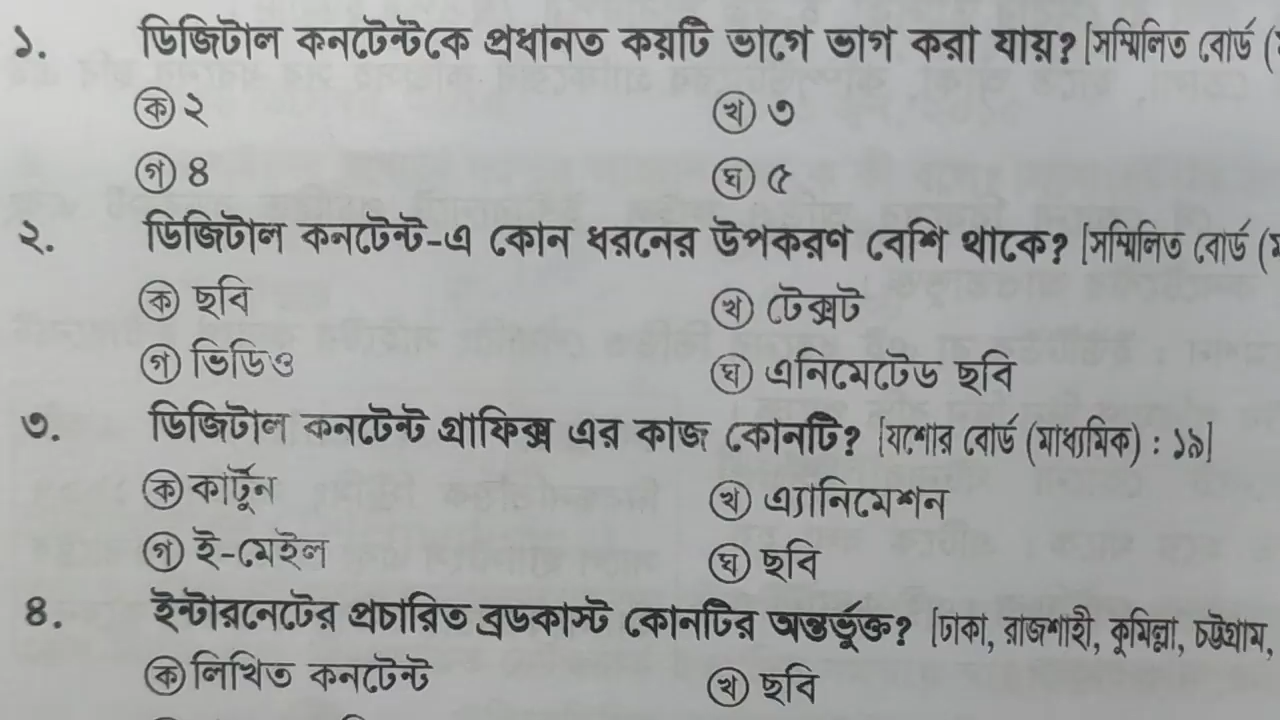 ১. ডিজিটাল কনটেন্টকে প্রধানত কয়টি ভাগে ভাগ করা যায়? [সম্মিলিত বোর্ড (
ক ২ খ ৩
গ ৪ ঘ ৫
২. ডিজিটাল কনটেন্ট-এ কোন ধরনের উপকরণ বেশি থাকে? [সম্মিলিত বোর্ড (
ক ছবি খ টেক্সট
গ ভিডিও ঘ এনিমেটেড ছবি
৩. ডিজিটাল কনটেন্ট গ্রাফিক্স এর কাজ কোনটি? [যশোর বোর্ড (মাধ্যমিক) : ১৯]
ক কার্টুন খ এ্যানিমেশন
গ ই-মেইল ঘ ছবি
৪. ইন্টারনেটের প্রচারিত ব্রডকাস্ট কোনটির অন্তর্ভুক্ত? [ঢাকা, রাজশাহী, কুমিল্লা, চট্টগ্রাম,
ক লিখিত কনটেন্ট খ ছবি